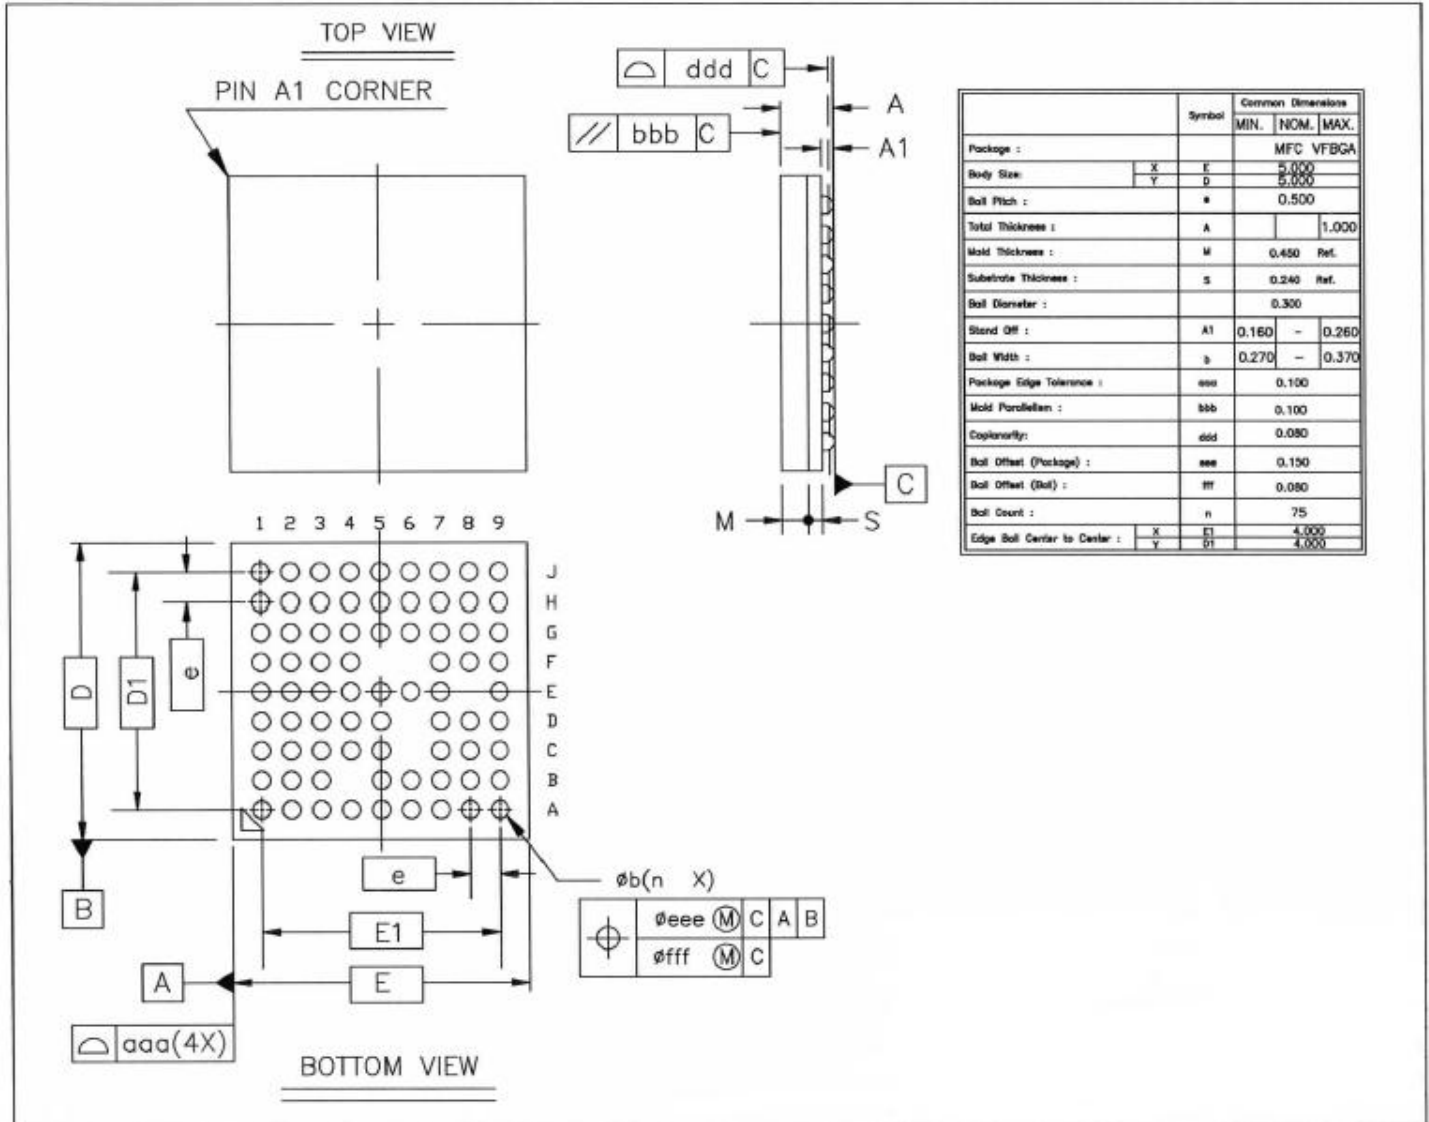 TOP VIEW
PIN A1 CORNER
ddd C
A
bbb C
A1
C
M S
Symbol Common Dimensions
MIN. NOM. MAX.
Package : MFC VFBGA
Body Size: X E 5.000
Y D 5.000
Ball Pitch : e 0.500
Total Thickness : A 1.000
Mold Thickness : M 0.450 Ref.
Substrate Thickness : S 0.240 Ref.
Ball Diameter : 0.300
Stand Off : A1 0.160 - 0.260
Ball Width : b 0.270 - 0.370
Package Edge Tolerance : aaa 0.100
Mold Parallelism : bbb 0.100
Coplanarity: ddd 0.080
Ball Offset (Package) : eee 0.150
Ball Offset (Ball) : fff 0.080
Ball Count : n 75
Edge Ball Center to Center : X E1 4.000
Y D1 4.000
1 2 3 4 5 6 7 8 9
J
H
G
F
E
D
C
B
A
D
D1
e
e
øb(n X)
øeee Ⓜ C A B
øfff Ⓜ C
B
E1
A
E
aaa(4X)
BOTTOM VIEW